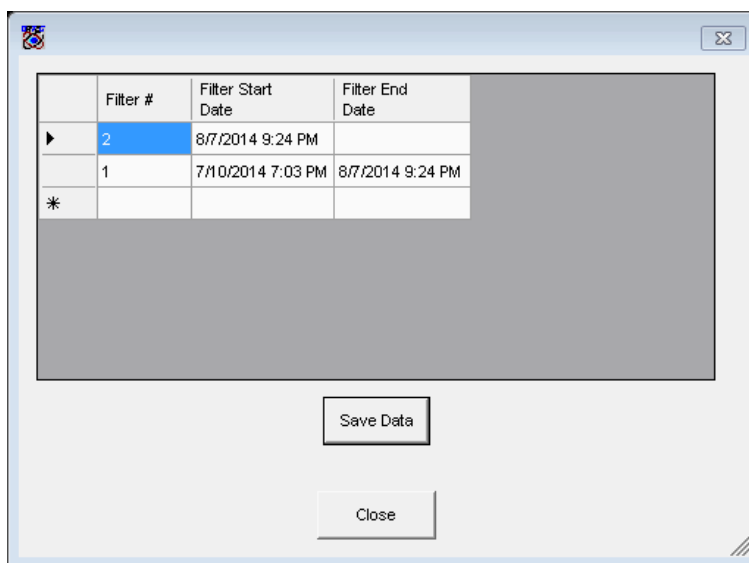 Filter #
Filter Start
Date
Filter End
Date
2
8/7/2014 9:24 PM
1
7/10/2014 7:03 PM
8/7/2014 9:24 PM
Save Data
Close